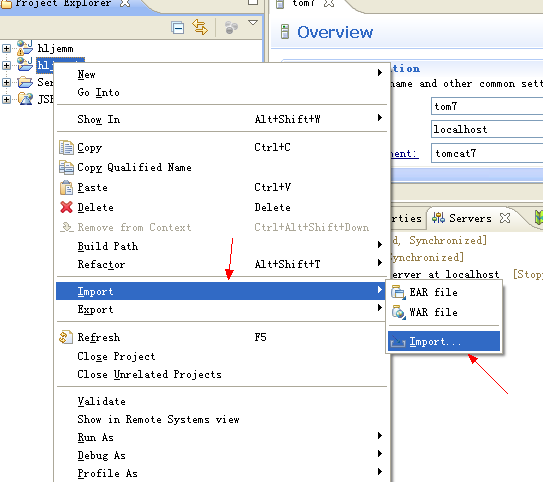 Project Explorer
tom7
Overview
hljemm
hl
Ser
JSP
ation
name and other common sett
tom7
localhost
ment:
tomcat7
New
Go Into
Show In Alt+Shift+W
Copy Ctrl+C
Copy Qualified Name
Paste Ctrl+V
Delete Delete
Remove from Context Ctrl+Alt+Shift+Down
Build Path
Refactor Alt+Shift+T
Import
Export
Refresh F5
Close Project
Close Unrelated Projects
Validate
Show in Remote Systems view
Run As
Debug As
Profile As
rties
Servers
d, Synchronized]
Synchronized]
erver at localhost [Stopp
EAR file
WAR file
Import...